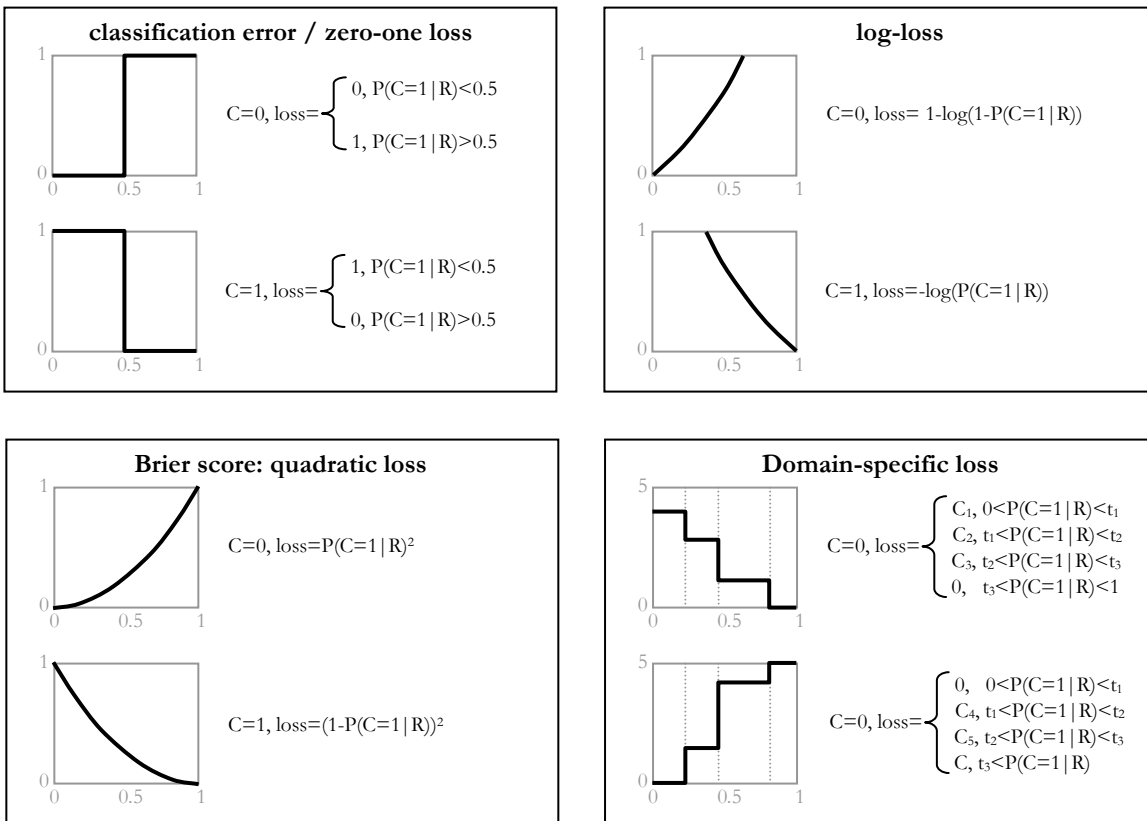 classification error / zero-one loss
1
0
0 0.5 1
C=0, loss=
0, P(C=1|R)<0.5
1, P(C=1|R)>0.5
1
0
0 0.5 1
C=1, loss=
1, P(C=1|R)<0.5
0, P(C=1|R)>0.5
log-loss
1
0
0 0.5 1
C=0, loss= 1-log(1-P(C=1|R))
1
0
0 0.5 1
C=1, loss=-log(P(C=1|R))
Brier score: quadratic loss
1
0
0 0.5 1
C=0, loss=P(C=1|R)²
1
0
0 0.5 1
C=1, loss=(1-P(C=1|R))²
Domain-specific loss
5
0
0 0.5 1
C=0, loss=
C₁, 0<P(C=1|R)<t₁
C₂, t₁<P(C=1|R)<t₂
C₃, t₂<P(C=1|R)<t₃
0, t₃<P(C=1|R)<1
5
0
0 0.5 1
C=0, loss=
0, 0<P(C=1|R)<t₁
C₄, t₁<P(C=1|R)<t₂
C₅, t₂<P(C=1|R)<t₃
C, t₃<P(C=1|R)